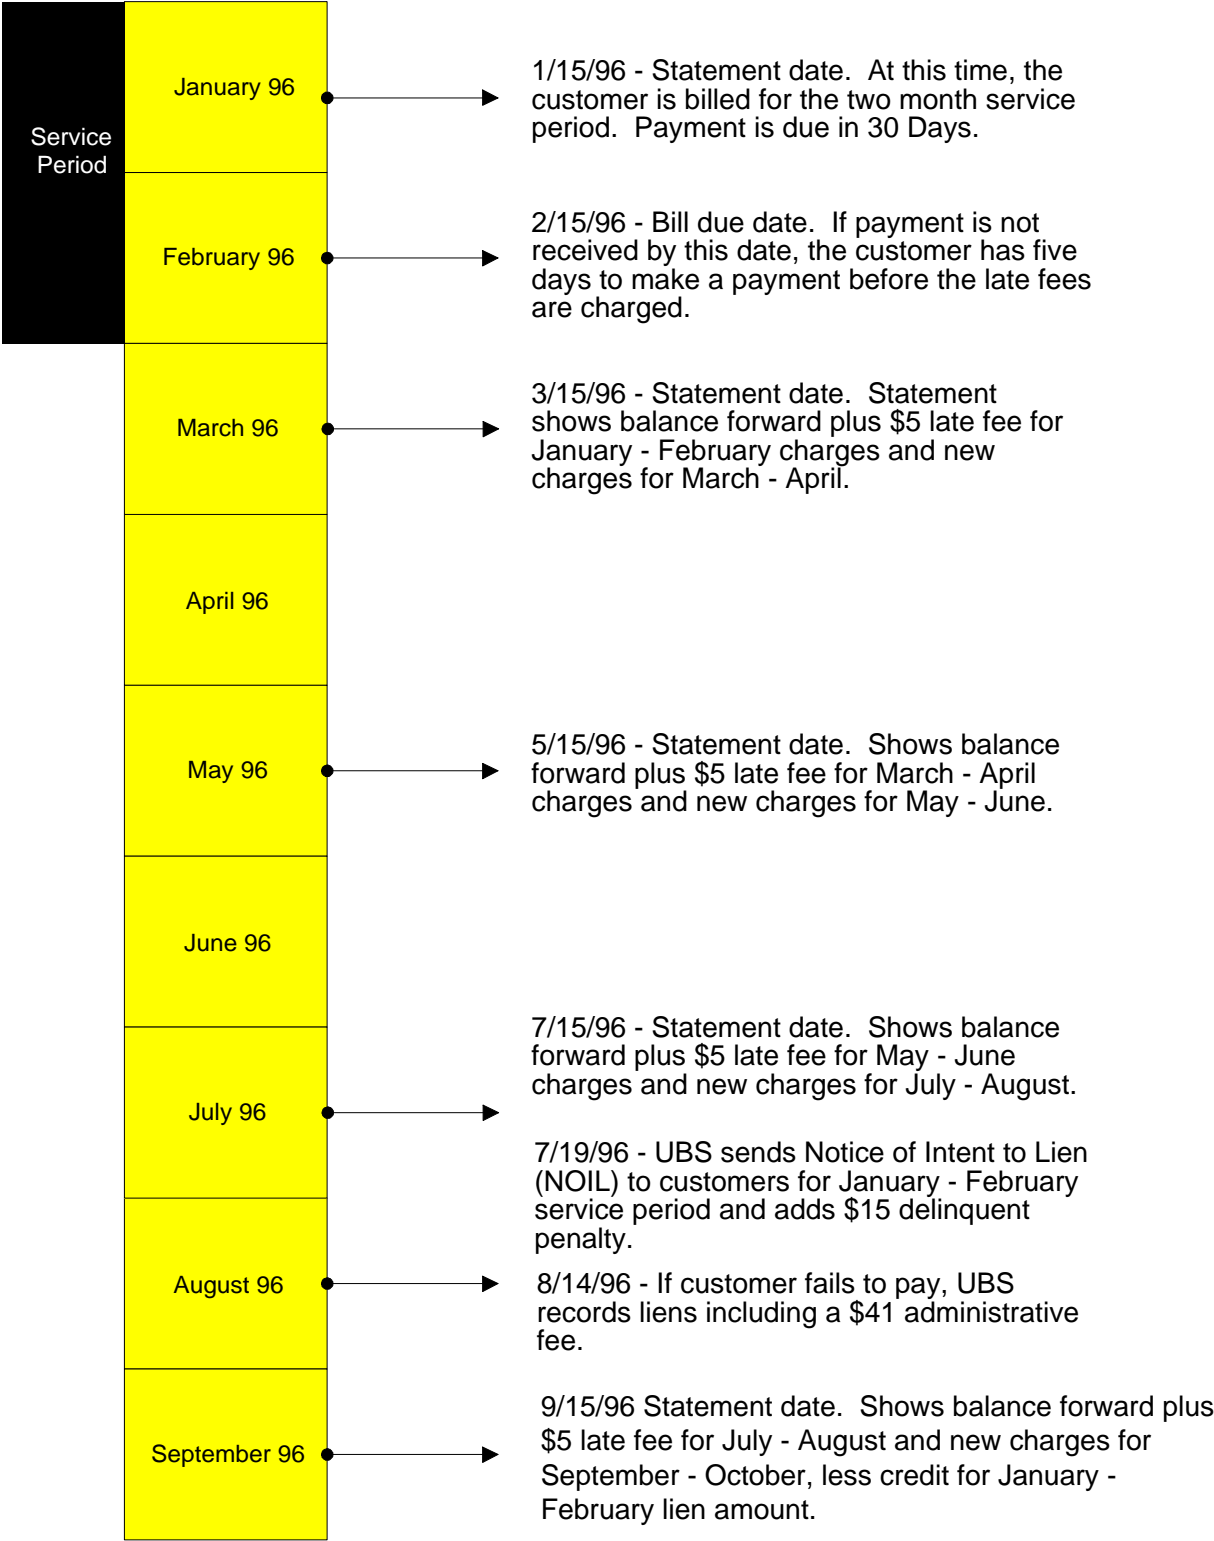 Service
Period
January 96
1/15/96 - Statement date.  At this time, the
customer is billed for the two month service
period.  Payment is due in 30 Days.
February 96
2/15/96 - Bill due date.  If payment is not
received by this date, the customer has five
days to make a payment before the late fees
are charged.
March 96
3/15/96 - Statement date.  Statement
shows balance forward plus $5 late fee for
January - February charges and new
charges for March - April.
April 96
May 96
5/15/96 - Statement date.  Shows balance
forward plus $5 late fee for March - April
charges and new charges for May - June.
June 96
July 96
7/15/96 - Statement date.  Shows balance
forward plus $5 late fee for May - June
charges and new charges for July - August.
7/19/96 - UBS sends Notice of Intent to Lien
(NOIL) to customers for January - February
service period and adds $15 delinquent
penalty.
August 96
8/14/96 - If customer fails to pay, UBS
records liens including a $41 administrative
fee.
September 96
9/15/96 Statement date.  Shows balance forward plus
$5 late fee for July - August and new charges for
September - October, less credit for January -
February lien amount.